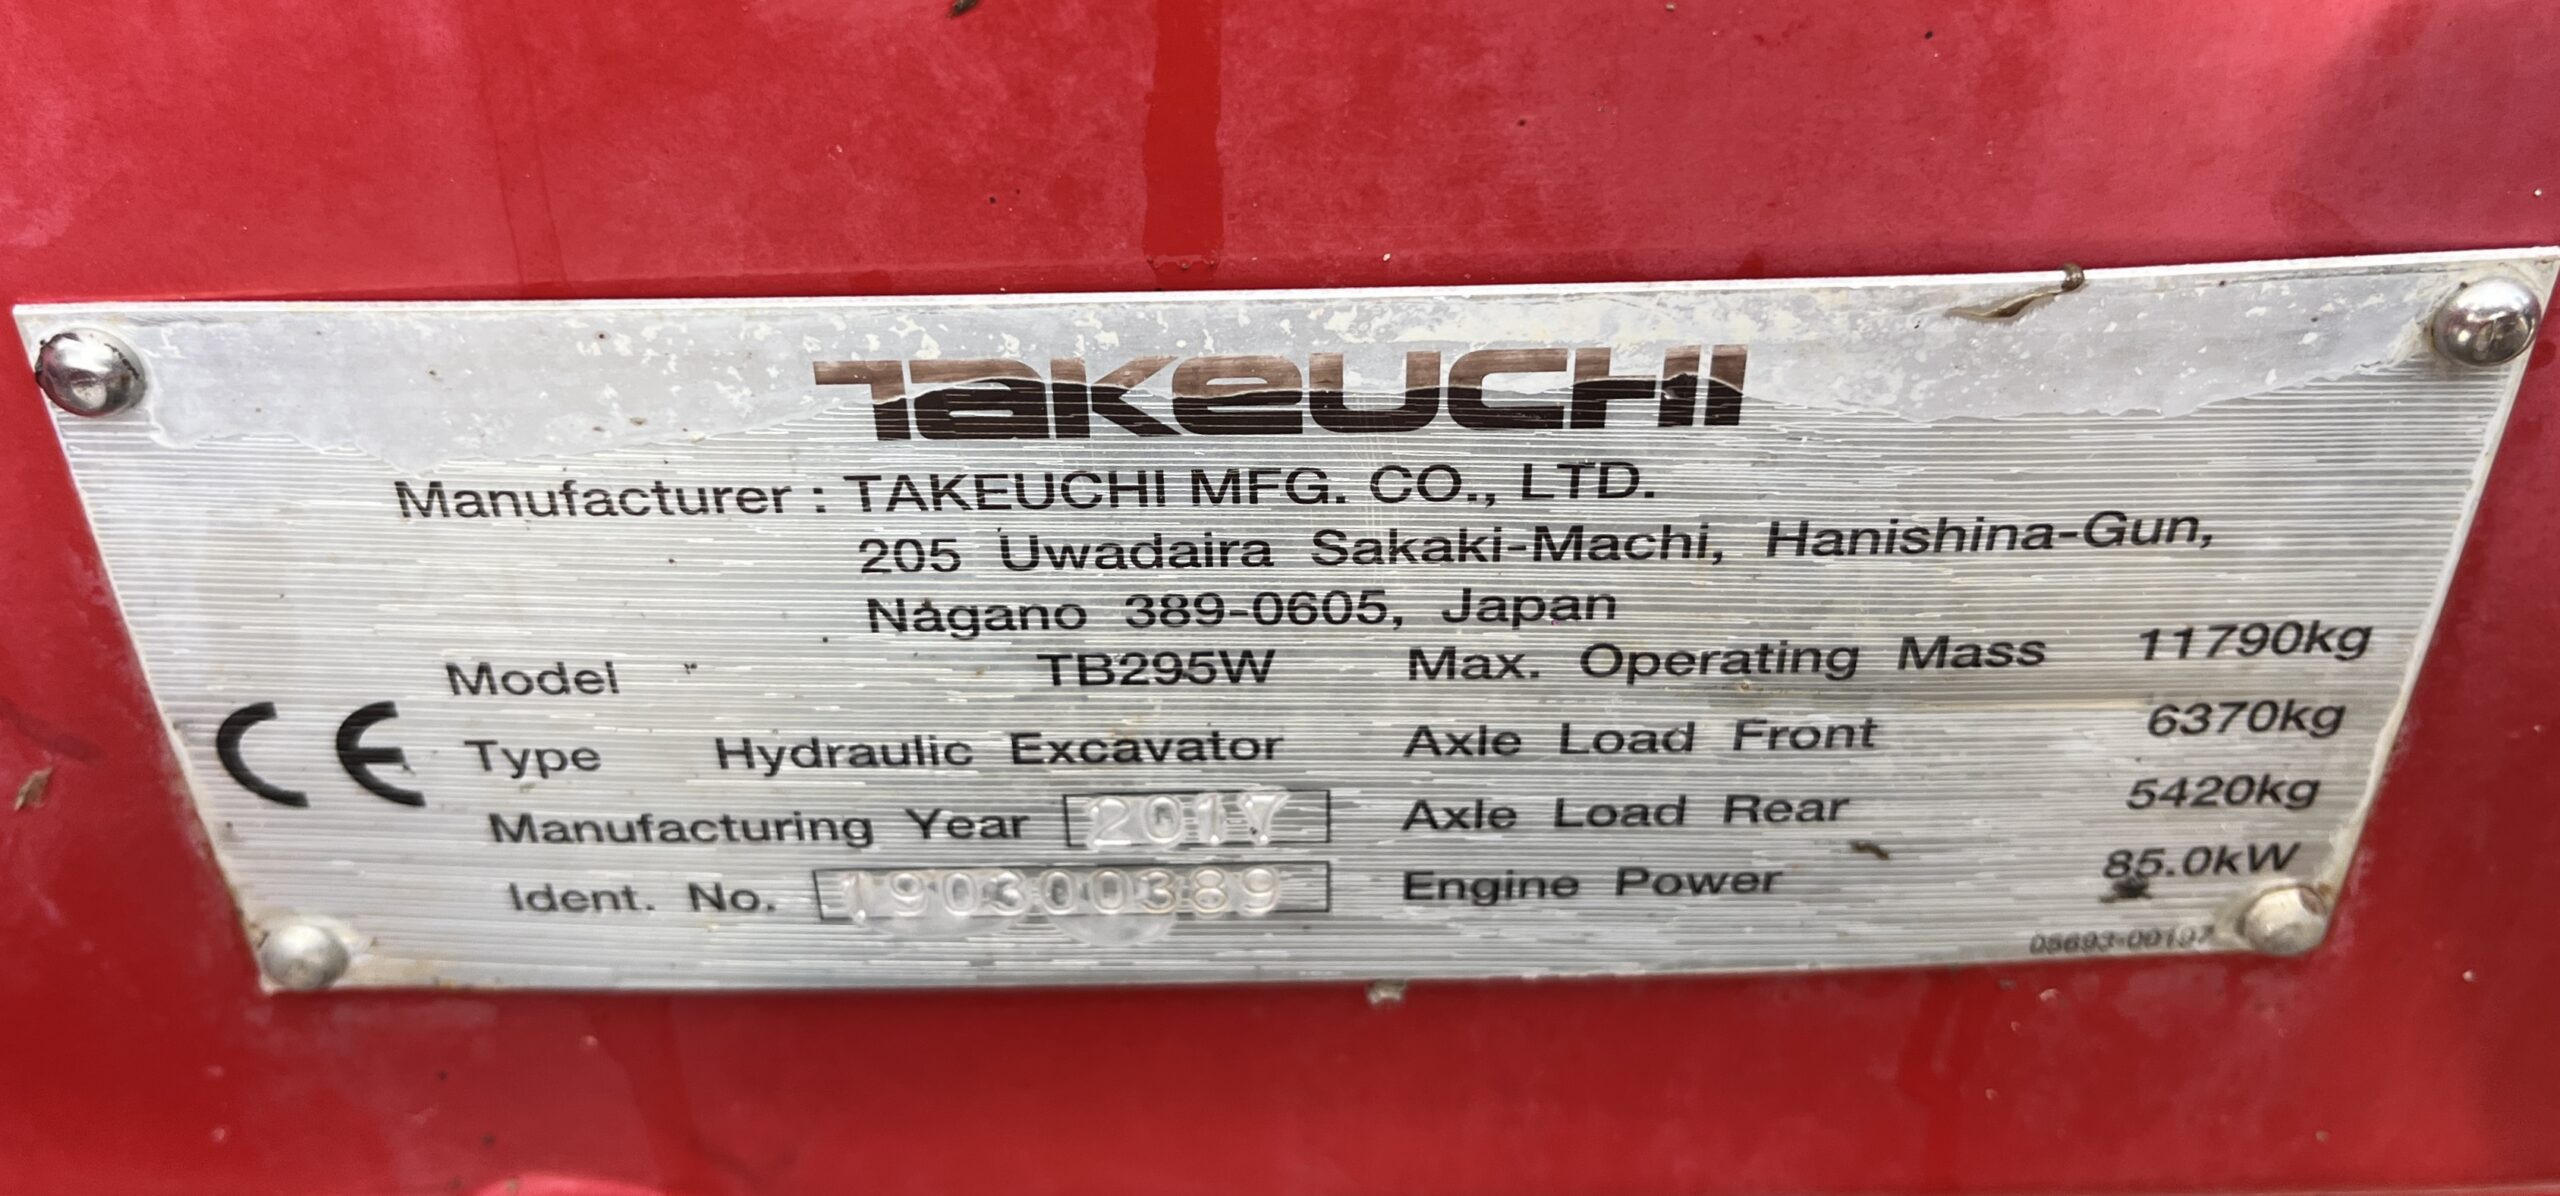 TAKEUCHI
Manufacturer : TAKEUCHI MFG. CO., LTD.
205 Uwadaira Sakaki-Machi, Hanishina-Gun,
Nagano 389-0605, Japan
Model TB295W Max. Operating Mass 11790kg
CE Type Hydraulic Excavator Axle Load Front 6370kg
Manufacturing Year 2017 Axle Load Rear 5420kg
Ident. No. 190300389 Engine Power 85.0kW
05693-00197